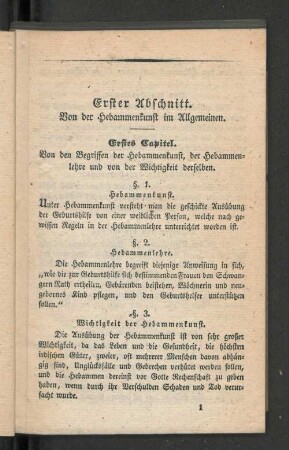 Erster Abschnitt.
Von der Hebammenkunst im Allgemeinen.
Erstes Capitel.
Von den Begriffen der Hebammenkunst, der Hebammen-
lehre und von der Wichtigkeit derselben.
§. 1.
Hebammenkunst.
Unter Hebammenkunst versteht man die geschickte Ausübung
der Geburtshilfe von einer weiblichen Person, welche nach ge-
wissen Regeln in der Hebammenlehre unterrichtet worden ist.
§. 2.
Hebammenlehre.
Die Hebammenlehre begreift diejenige Anweisung in sich,
„wie die zur Geburtshilfe sich bestimmenden Frauen den Schwan-
gern Rath ertheilen, Gebärenden beistehen, Wöchnerin und neu-
gebornes Kind pflegen, und den Geburtshelfer unterstützen
sollen."
§. 3.
Wichtigkeit der Hebammenkunst.
Die Ausübung der Hebammenkunst ist von sehr grosser
Wichtigkeit, da das Leben und die Gesundheit, die höchsten
irdischen Güter, zweier, oft mehrerer Menschen davon abhän-
gig sind, Unglücksfälle und Gebrechen verhütet werden sollen,
und die Hebammen dereinst vor Gotte Rechenschaft zu geben
haben, wenn durch ihr Verschulden Schaden und Tod verur-
sacht wurde.
1